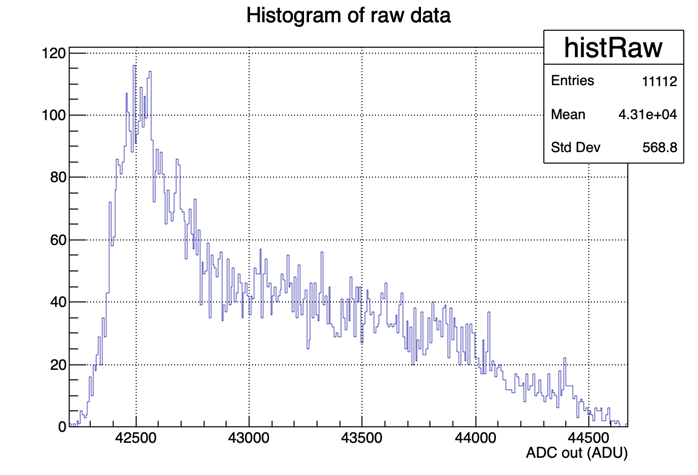 Histogram of raw data
histRaw
Entries 11112
Mean 4.31e+04
Std Dev 568.8
120
100
80
60
40
20
0
42500 43000 43500 44000 44500
ADC out (ADU)